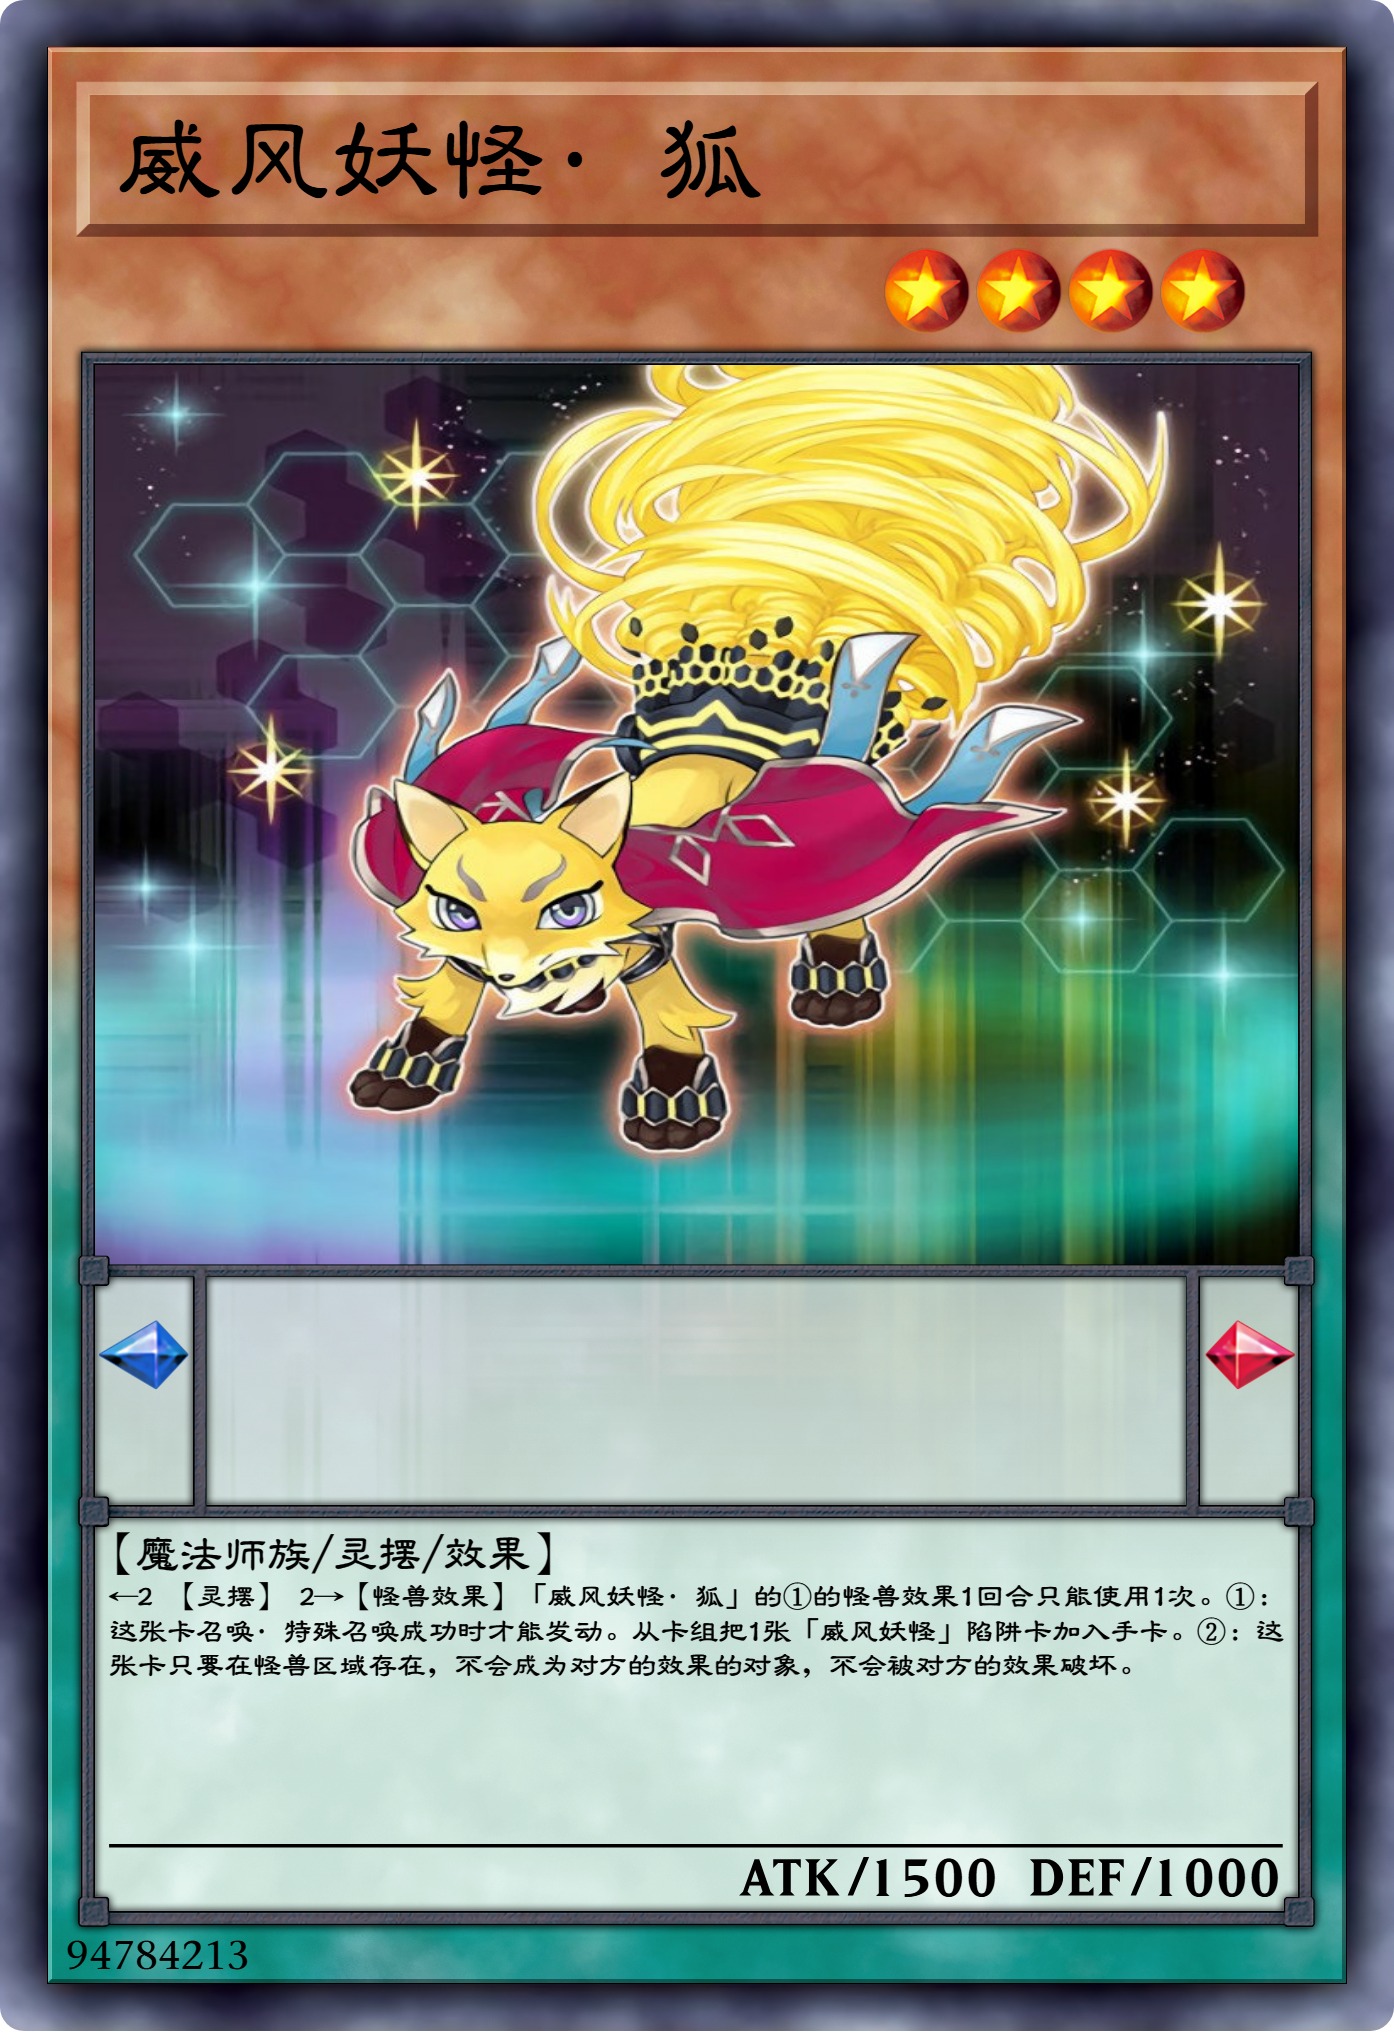 威风妖怪·狐
【魔法师族/灵摆/效果】
←2 【灵摆】 2→【怪兽效果】「威风妖怪·狐」的①的怪兽效果1回合只能使用1次。①：
这张卡召唤·特殊召唤成功时才能发动。从卡组把1张「威风妖怪」陷阱卡加入手卡。②：这
张卡只要在怪兽区域存在，不会成为对方的效果的对象，不会被对方的效果破坏。
ATK/1500 DEF/1000
94784213